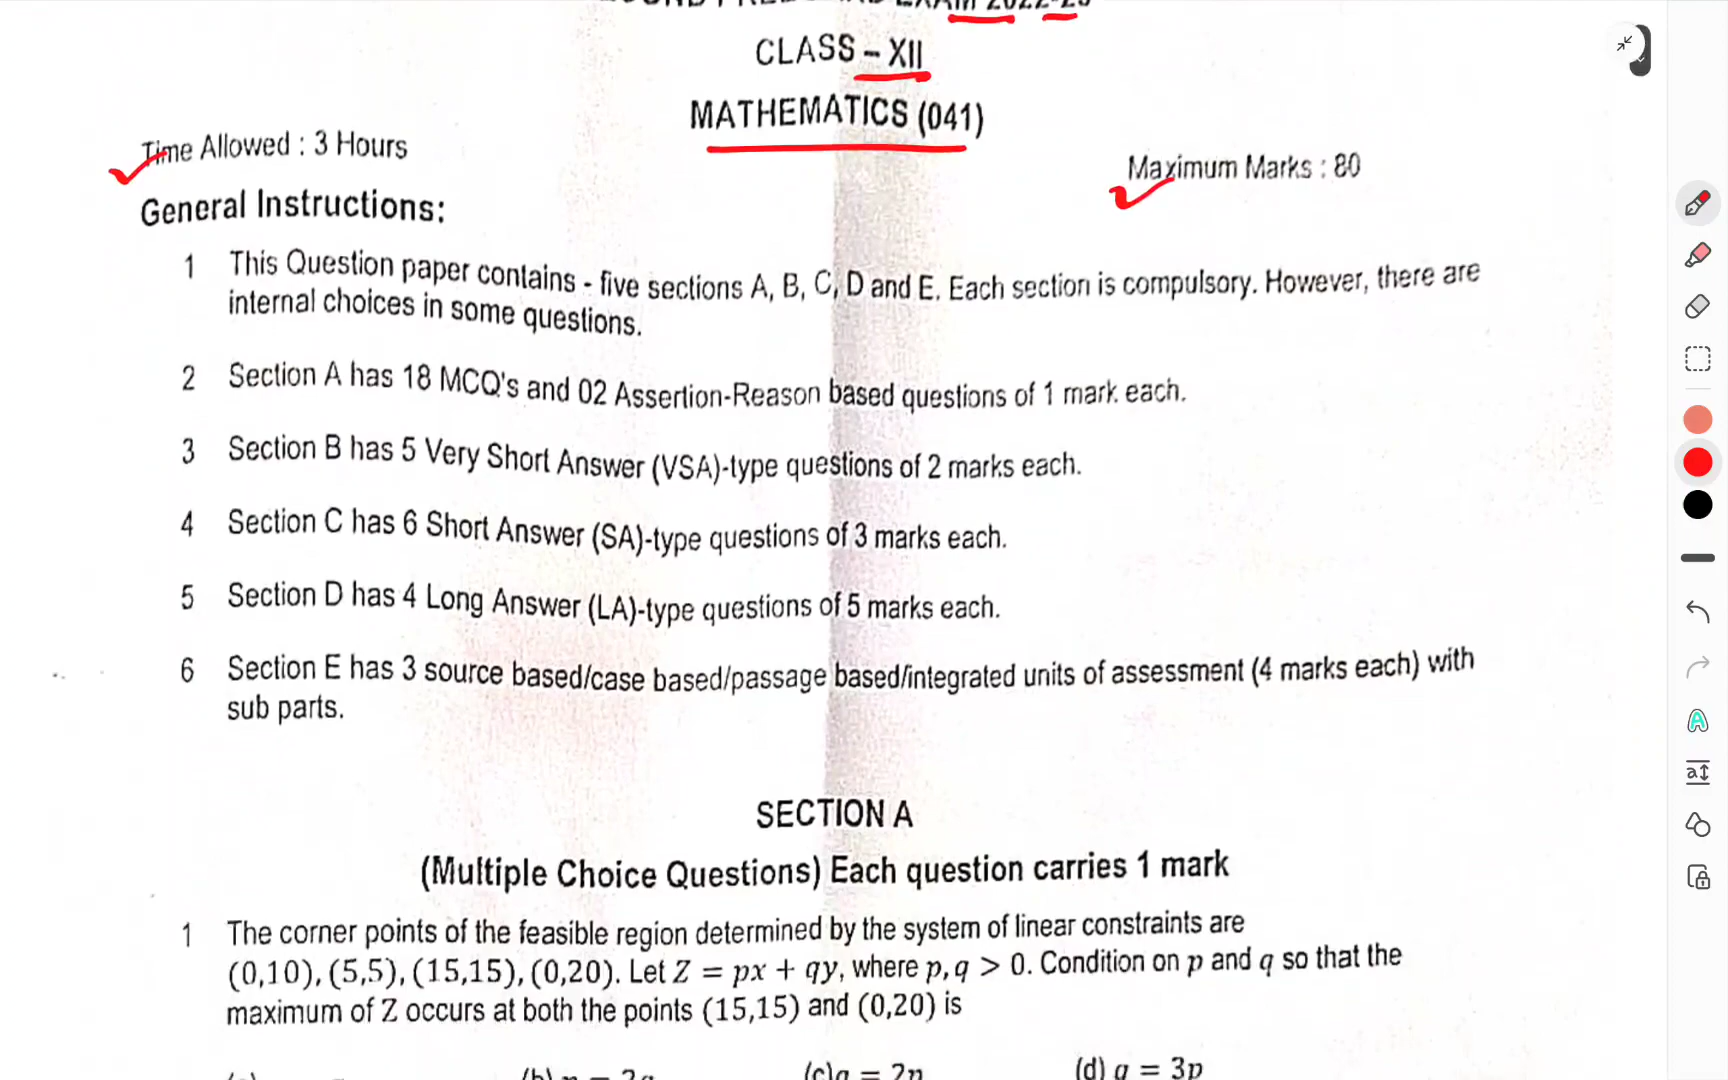 CLASS – XII
MATHEMATICS (041)
Time Allowed : 3 Hours
Maximum Marks : 80
General Instructions:
1 This Question paper contains - five sections A, B, C, D and E. Each section is compulsory. However, there are
internal choices in some questions.
2 Section A has 18 MCQ's and 02 Assertion-Reason based questions of 1 mark each.
3 Section B has 5 Very Short Answer (VSA)-type questions of 2 marks each.
4 Section C has 6 Short Answer (SA)-type questions of 3 marks each.
5 Section D has 4 Long Answer (LA)-type questions of 5 marks each.
6 Section E has 3 source based/case based/passage based/integrated units of assessment (4 marks each) with
sub parts.
SECTION A
(Multiple Choice Questions) Each question carries 1 mark
1 The corner points of the feasible region determined by the system of linear constraints are
(0,10), (5,5), (15,15), (0,20). Let Z = px + qy, where p, q > 0. Condition on p and q so that the
maximum of Z occurs at both the points (15,15) and (0,20) is
(d) q = 3p